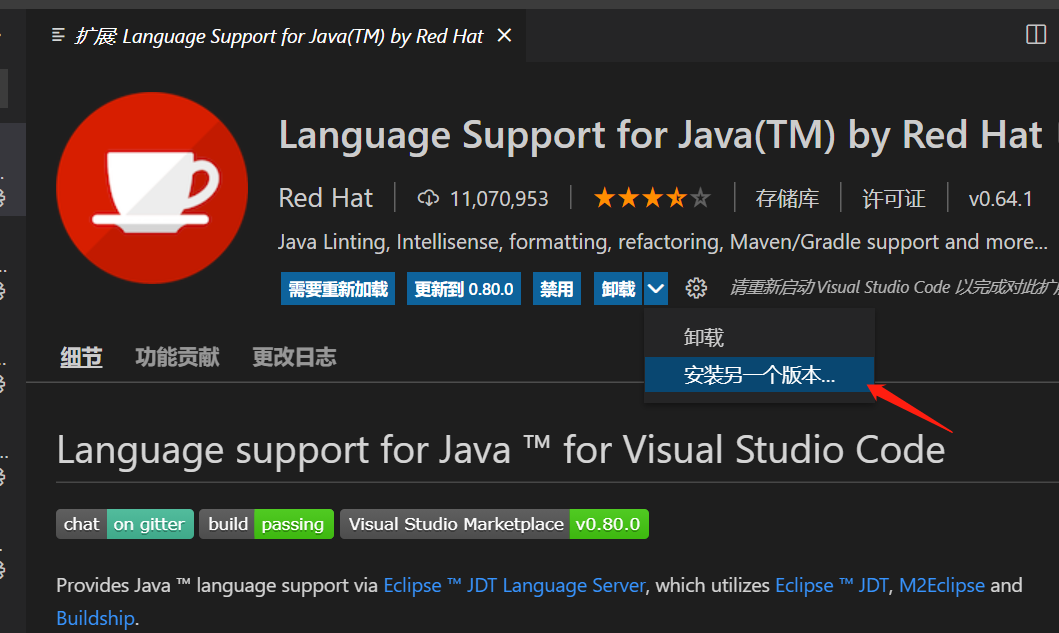 扩展 Language Support for Java(TM) by Red Hat
Language Support for Java(TM) by Red Hat
Red Hat 11,070,953 存储库 许可证 v0.64.1
Java Linting, Intellisense, formatting, refactoring, Maven/Gradle support and more...
需要重新加载 更新到 0.80.0 禁用 卸载 请重新启动 Visual Studio Code 以完成对此扩
卸载
安装另一个版本...
细节 功能贡献 更改日志
Language support for Java ™ for Visual Studio Code
chat on gitter build passing Visual Studio Marketplace v0.80.0
Provides Java ™ language support via Eclipse ™ JDT Language Server, which utilizes Eclipse ™ JDT, M2Eclipse and
Buildship.